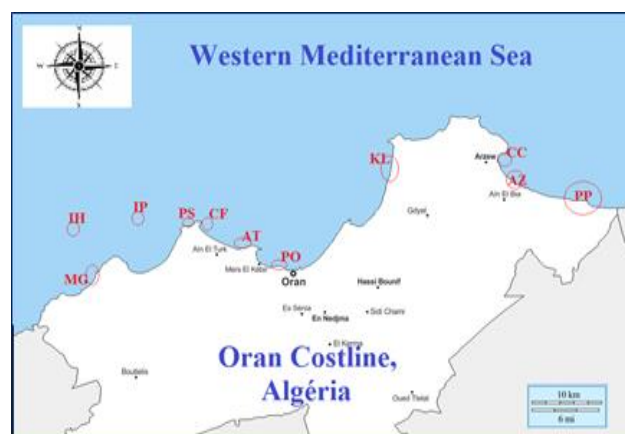 N
W
E
S
Western Mediterranean Sea
KL
CC
Arzew
AZ
Aïn El Bia
PP
Gdyel
IH
IP
PS
CF
Aïn El Turk
AT
Mers El Kébir
PO
Oran
MG
Hassi Bounif
Es Sénia
En Nedjma
Sidi Chami
El Kerma
Boutlelis
Oran Costline,
Algéria
Oued Tlelat
10 km
6 mi